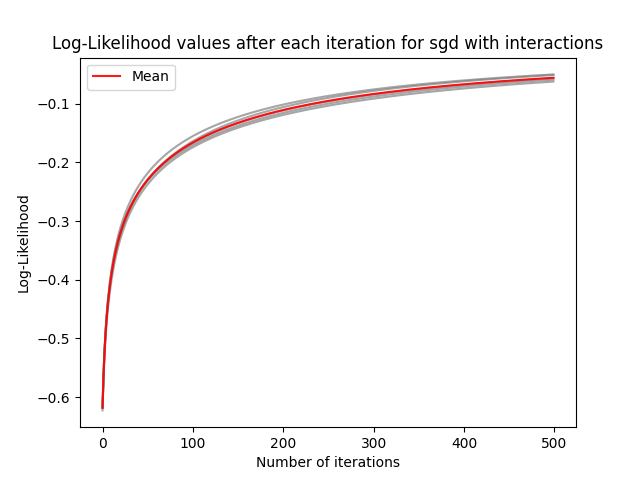 Log-Likelihood values after each iteration for sgd with interactions
Mean
Log-Likelihood
−0.1
−0.2
−0.3
−0.4
−0.5
−0.6
0 100 200 300 400 500
Number of iterations